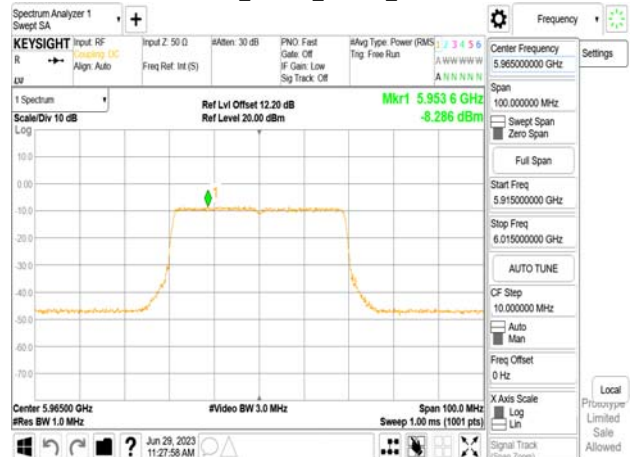 Spectrum Analyzer 1
Swept SA
Frequency
KEYSIGHT
R
LXI
Input: RF
Coupling: DC
Align: Auto
Input Z: 50 Ω
Freq Ref: Int (S)
#Atten: 30 dB
PNO: Fast
Gate: Off
IF Gain: Low
Sig Track: Off
#Avg Type: Power (RMS
Trig: Free Run
1 2 3 4 5 6
A W W W W W
A N N N N N
1 Spectrum
Scale/Div 10 dB
Log
Ref Lvl Offset 12.20 dB
Ref Level 20.00 dBm
Mkr1 5.953 6 GHz
-8.286 dBm
10.0
0.00
-10.0
-20.0
-30.0
-40.0
-50.0
-60.0
-70.0
1
Center 5.96500 GHz
#Res BW 1.0 MHz
#Video BW 3.0 MHz
Span 100.0 MHz
Sweep 1.00 ms (1001 pts)
Jun 29, 2023
11:27:58 AM
Center Frequency
5.965000000 GHz
Settings
Span
100.000000 MHz
Swept Span
Zero Span
Full Span
Start Freq
5.915000000 GHz
Stop Freq
6.015000000 GHz
AUTO TUNE
CF Step
10.000000 MHz
Auto
Man
Freq Offset
0 Hz
X Axis Scale
Log
Lin
Signal Track
(Span Zoom)
Local
Prototype
Limited
Sale
Allowed